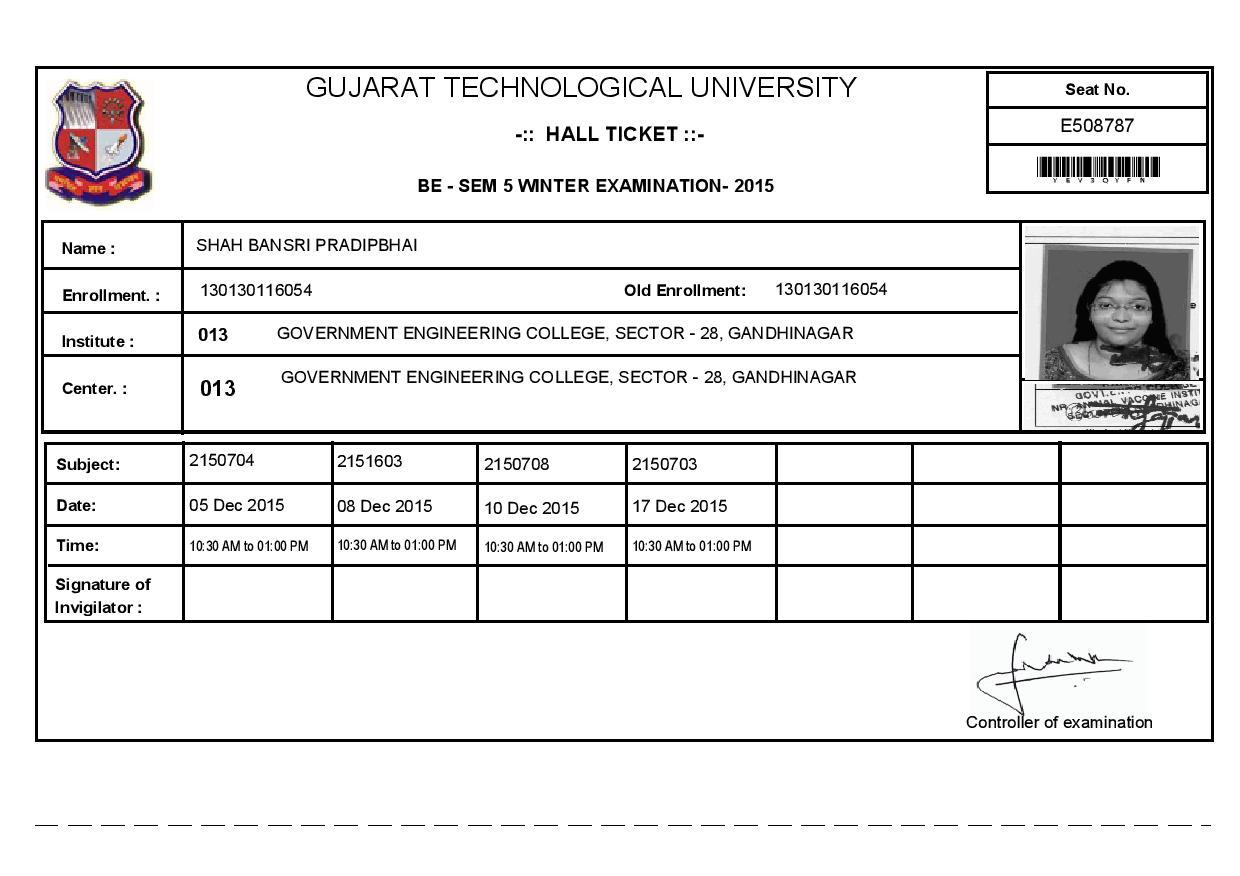 GUJARAT TECHNOLOGICAL UNIVERSITY
-:: HALL TICKET ::-
BE - SEM 5 WINTER EXAMINATION- 2015
Seat No.
E508787
Y E V 3 Q Y F N
Name : SHAH BANSRI PRADIPBHAI
Enrollment. : 130130116054 Old Enrollment: 130130116054
Institute : 013 GOVERNMENT ENGINEERING COLLEGE, SECTOR - 28, GANDHINAGAR
Center. : 013 GOVERNMENT ENGINEERING COLLEGE, SECTOR - 28, GANDHINAGAR
VACCINE INSTI
Subject: 2150704 2151603 2150708 2150703
Date: 05 Dec 2015 08 Dec 2015 10 Dec 2015 17 Dec 2015
Time: 10:30 AM to 01:00 PM 10:30 AM to 01:00 PM 10:30 AM to 01:00 PM 10:30 AM to 01:00 PM
Signature of
Invigilator :
Controller of examination